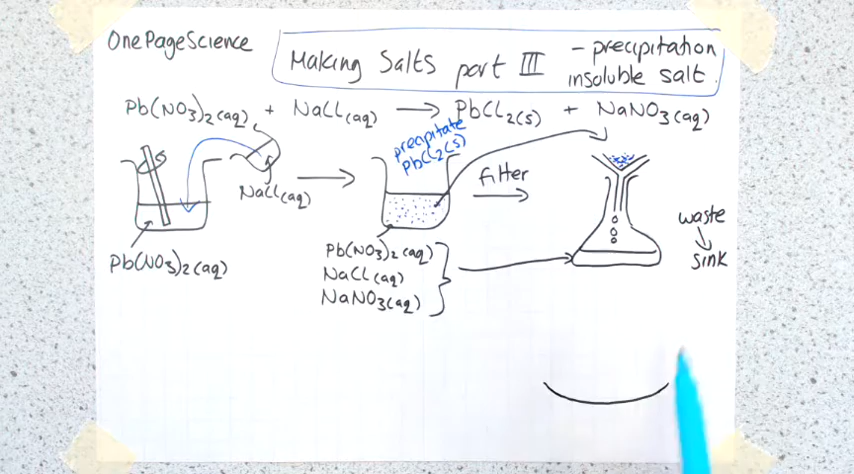 OnePageScience
Making Salts part III
- precipitation
insoluble salt.
Pb(NO3)2(aq) + NaCl(aq) → PbCl2(s) + NaNO3(aq)
precipitate
PbCl2(s)
filter
NaCl(aq)
waste
↓
sink
Pb(NO3)2(aq)
Pb(NO3)2(aq)
NaCl(aq)
NaNO3(aq)